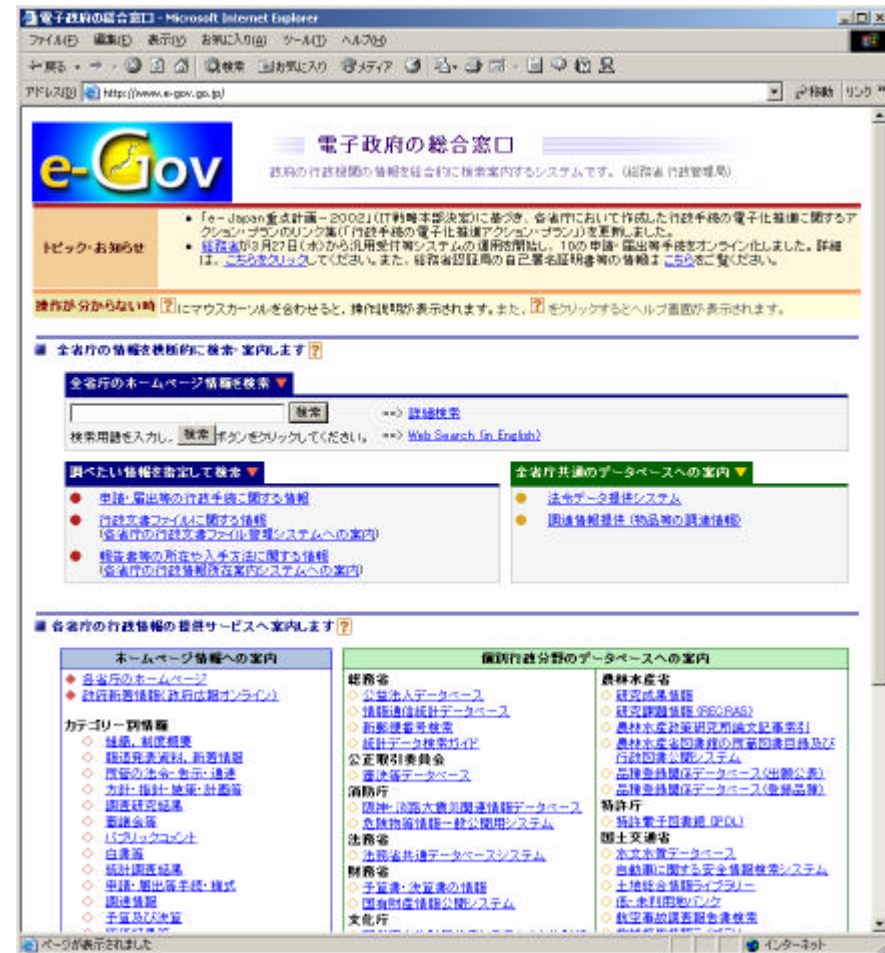 電子政府の総合窓口 - Microsoft Internet Explorer
ファイル(F) 編集(E) 表示(V) お気に入り(A) ツール(T) ヘルプ(H)
戻る 検索 お気に入り メディア
アドレス(D) http://www.e-gov.go.jp/ 移動 リンク
e-Gov
電子政府の総合窓口
政府の行政機関の情報を総合的に検索案内するシステムです。(総務省 行政管理局)
トピック・お知らせ
• 「e-Japan重点計画-2002」(IT戦略本部決定)に基づき、各省庁において作成した行政手続の電子化推進に関するア
クション・プランのリンク集(「行政手続の電子化推進アクション・プラン」)を更新しました。
• 総務省が3月27日(水)から汎用受付等システムの運用を開始し、10の申請・届出等手続をオンライン化しました。詳細
は、こちらをクリックしてください。また、総務省認証局の自己署名証明書等の情報は こちらをご覧ください。
操作が分からない時 ? にマウスカーソルを合わせると、操作説明が表示されます。また、? をクリックするとヘルプ画面が表示されます。
全省庁の情報を横断的に検索・案内します ?
全省庁のホームページ情報を検索 ▼
検索 ==> 詳細検索
検索用語を入力し、 検索 ボタンをクリックしてください。 ==> Web Search (in English)
調べたい情報を指定して検索 ▼
申請・届出等の行政手続に関する情報
行政文書ファイルに関する情報
(各省庁の行政文書ファイル管理システムへの案内)
報告書等の所在や入手方法に関する情報
(各省庁の行政情報所在案内システムへの案内)
全省庁共通のデータベースへの案内 ▼
法令データ提供システム
調達情報提供(物品等の調達情報)
各省庁の行政情報の提供サービスへ案内します ?
ホームページ情報への案内
各省庁のホームページ
政府新着情報(政府広報オンライン)
カテゴリー別情報
組織、制度概要
報道発表資料、新着情報
所管の法令・告示・通達
方針・指針・施策・計画等
調査研究結果
審議会等
パブリックコメント
白書等
統計調査結果
申請・届出等手続・様式
調達情報
予算及び決算
個別行政分野のデータベースへの案内
総務省
公益法人データベース
情報通信統計データベース
新郵便番号検索
統計データ検索ガイド
公正取引委員会
審決等データベース
消防庁
阪神・淡路大震災関連情報データベース
危険物等情報一般公開用システム
法務省
法務省共通データベースシステム
財務省
予算書・決算書の情報
国有財産情報公開システム
文化庁
農林水産省
研究成果情報
研究課題情報(RECRAS)
農林水産政策研究所論文記事索引
農林水産省図書館の所蔵図書目録及び
行政図書公開システム
品種登録関係データベース(出願公表)
品種登録関係データベース(登録品種)
特許庁
特許電子図書館(IPDL)
国土交通省
水文水質データベース
自動車に関する安全情報検索システム
土地総合情報ライブラリー
低・未利用地バンク
航空事故調査報告書検索
ページが表示されました インターネット